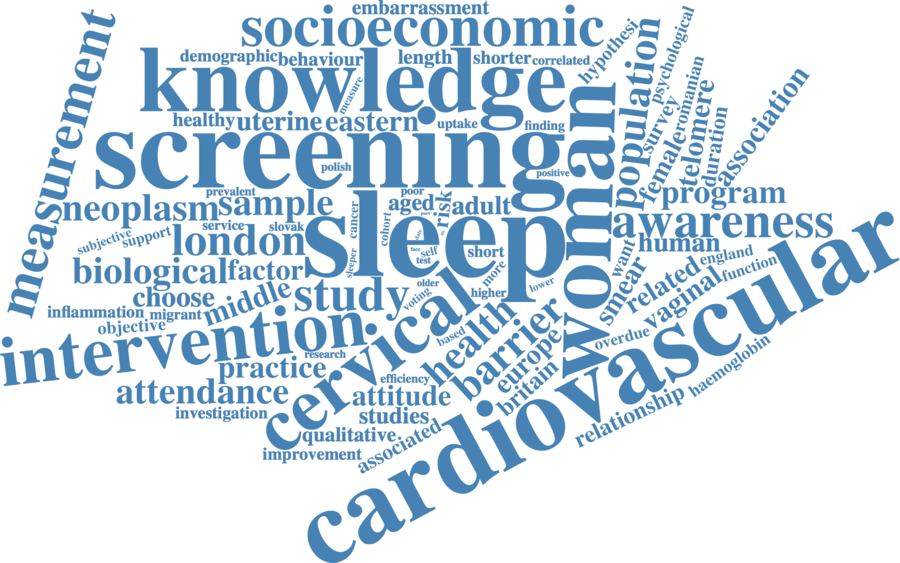 embarrassment
socioeconomic
demographic
behaviour
length
shorter
correlated
hypothesi
psychological
measurement
knowledge
measure
population
survey
female
romanian
telomere
duration
association
healthy
uterine
eastern
uptake
finding
screening
polish
positive
woman
prevalent
poor
neoplasm
sample
aged
part
risk
adult
program
awareness
human
subjective
support
service
slovak
london
cancer
cohort
sleep
sleeper
face
self
test
short
want
england
function
biological
factor
choose
middle
study
older
more
higher
lower
voting
smear
related
vaginal
inflammation
migrant
objective
intervention
cervical
based
health
barrier
europe
britain
overdue
cardiovascular
haemoglobin
relationship
research
practice
efficiency
attendance
attitude
investigation
studies
qualitative
associated
improvement